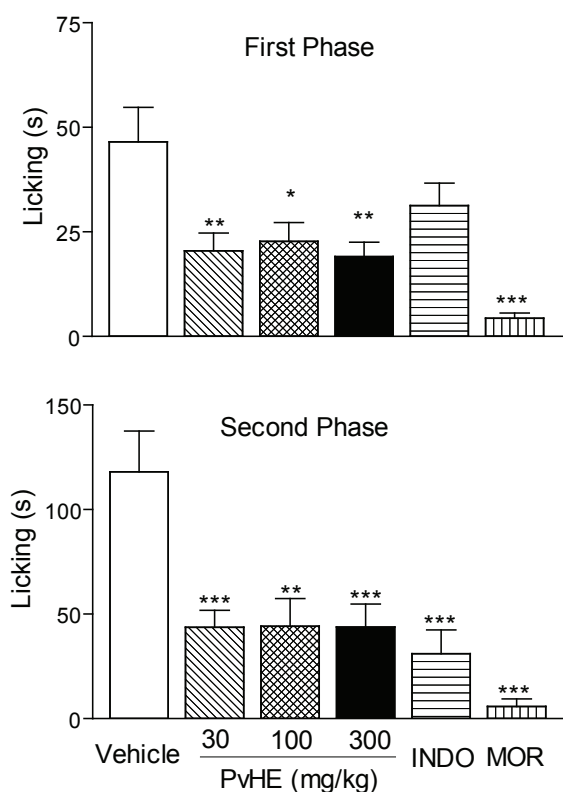 First Phase
Licking (s)
75
50
25
0
**
*
**
***
Second Phase
Licking (s)
150
100
50
0
***
**
***
***
***
Vehicle 30 100 300 INDO MOR
PvHE (mg/kg)